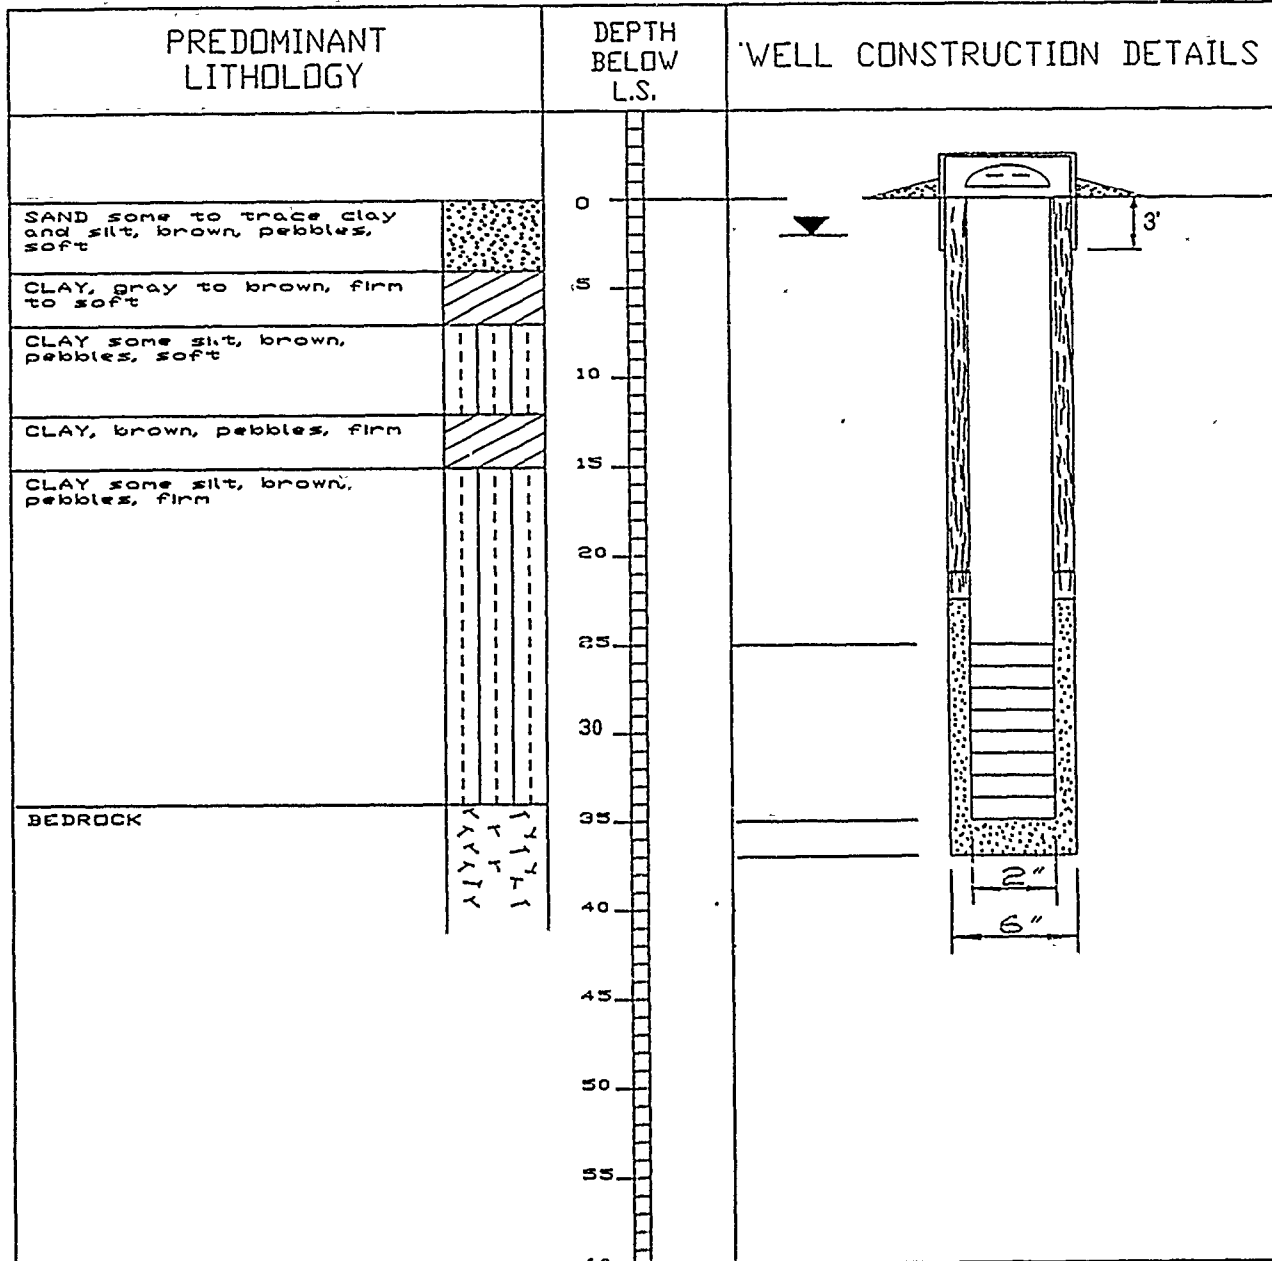 PREDOMINANT
LITHOLOGY
DEPTH
BELOW
L.S.
WELL CONSTRUCTION DETAILS
SAND some to trace clay
and silt, brown, pebbles,
soft
CLAY, gray to brown, firm
to soft
CLAY some silt, brown,
pebbles, soft
CLAY, brown, pebbles, firm
CLAY some silt, brown,
pebbles, firm
BEDROCK
0
5
10
15
20
25
30
35
40
45
50
55
3'
2"
6"